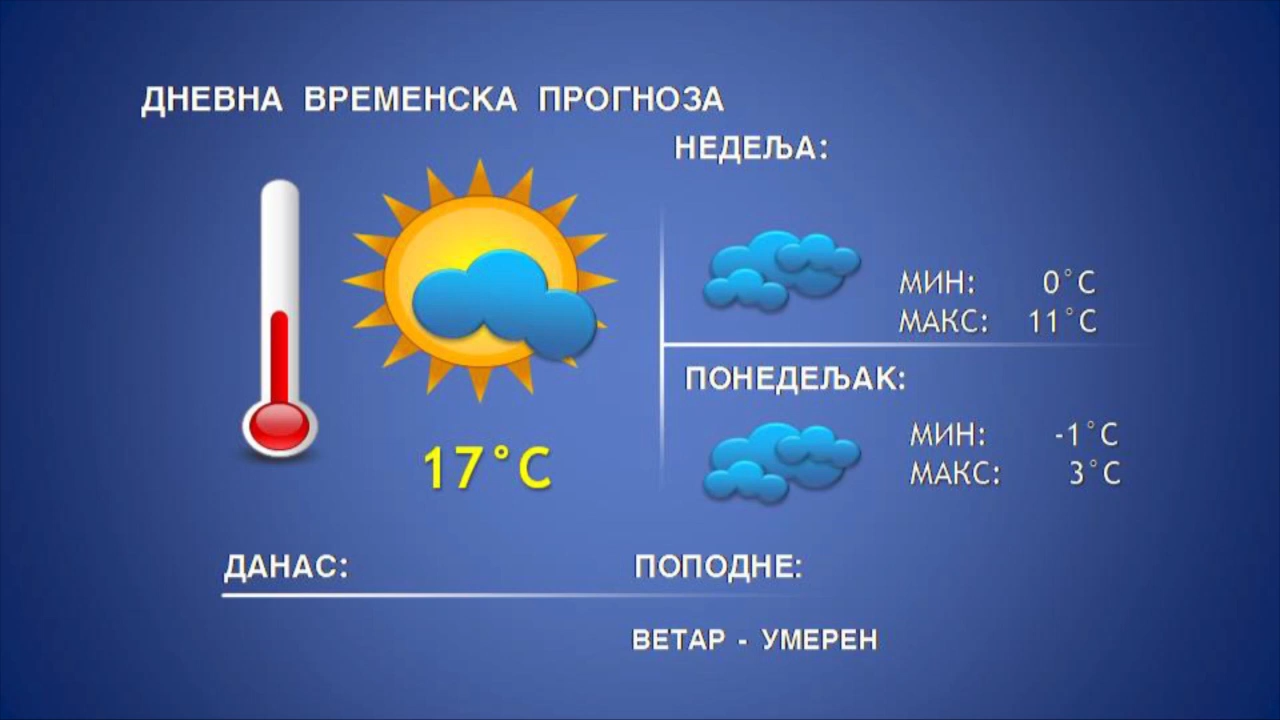 ДНЕВНА ВРЕМЕНСКА ПРОГНОЗА
НЕДЕЉА:
МИН: 0°C
МАКС: 11°C
ПОНЕДЕЉАК:
МИН: -1°C
МАКС: 3°C
17°C
ДАНАС:
ПОПОДНЕ:
ВЕТАР - УМЕРЕН